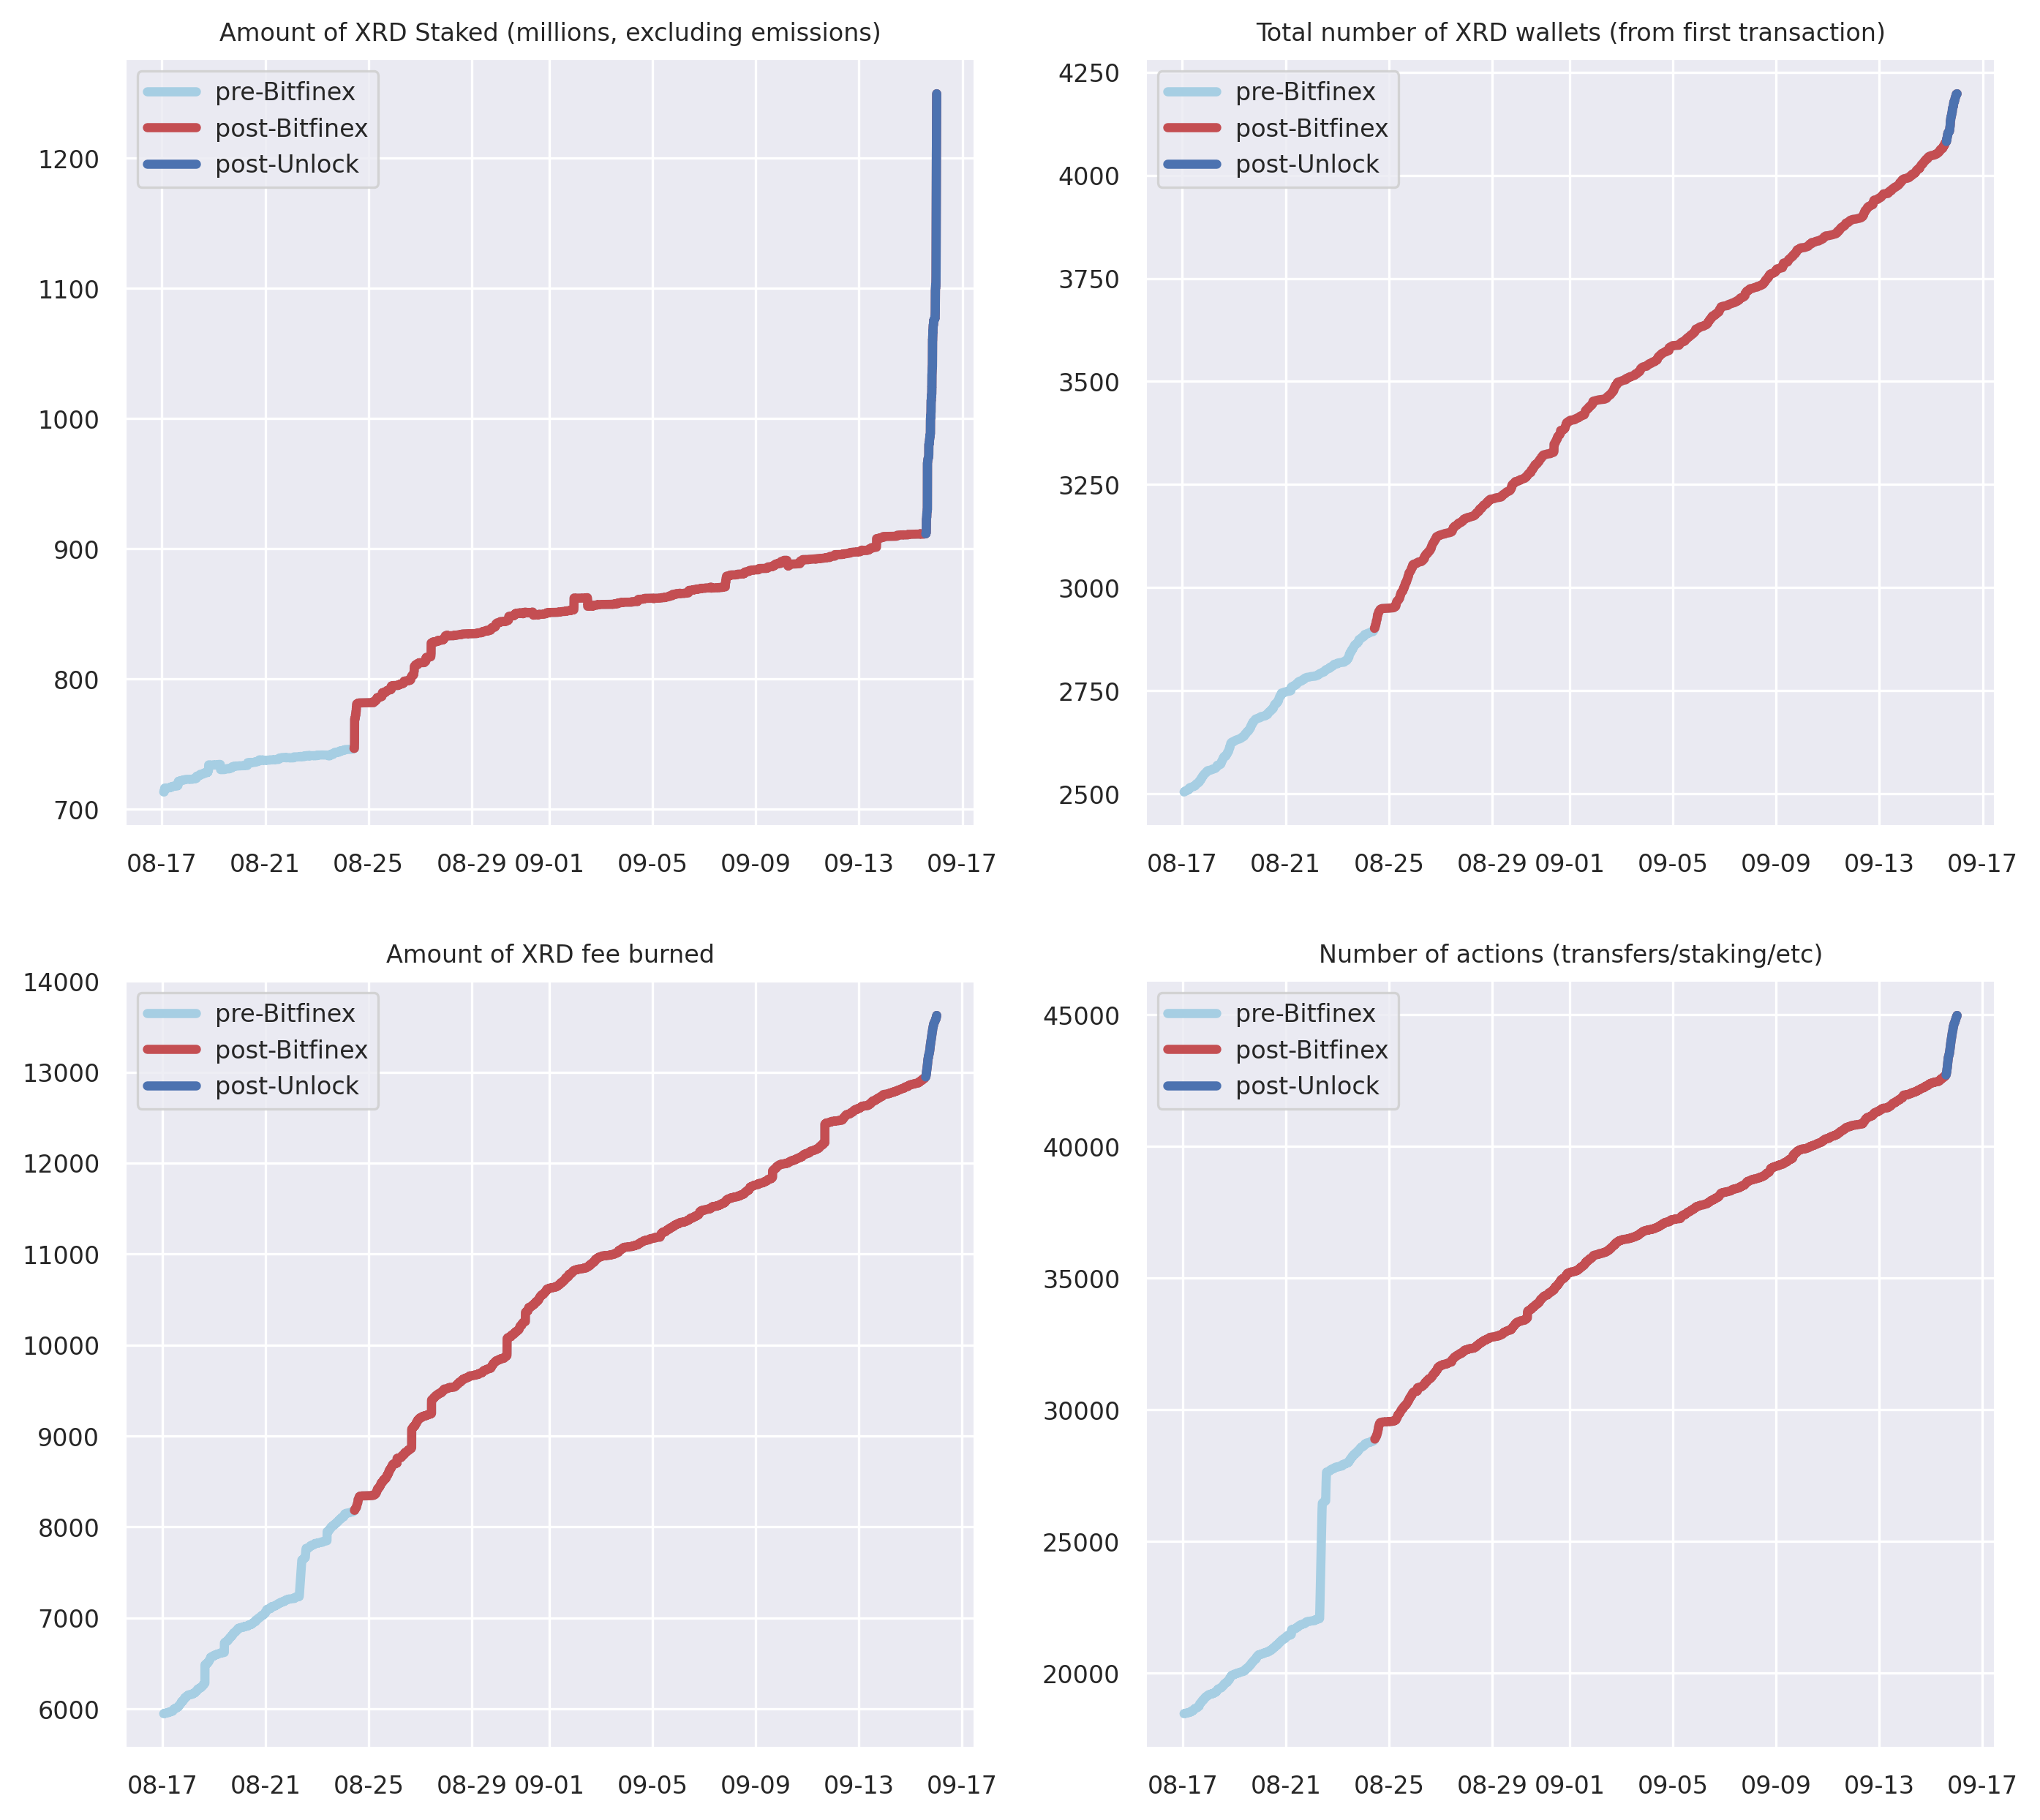 Amount of XRD Staked (millions, excluding emissions)
pre-Bitfinex
post-Bitfinex
post-Unlock
1200
1100
1000
900
800
700
08-17 08-21 08-25 08-29 09-01 09-05 09-09 09-13 09-17
Total number of XRD wallets (from first transaction)
pre-Bitfinex
post-Bitfinex
post-Unlock
4250
4000
3750
3500
3250
3000
2750
2500
08-17 08-21 08-25 08-29 09-01 09-05 09-09 09-13 09-17
Amount of XRD fee burned
pre-Bitfinex
post-Bitfinex
post-Unlock
14000
13000
12000
11000
10000
9000
8000
7000
6000
08-17 08-21 08-25 08-29 09-01 09-05 09-09 09-13 09-17
Number of actions (transfers/staking/etc)
pre-Bitfinex
post-Bitfinex
post-Unlock
45000
40000
35000
30000
25000
20000
08-17 08-21 08-25 08-29 09-01 09-05 09-09 09-13 09-17